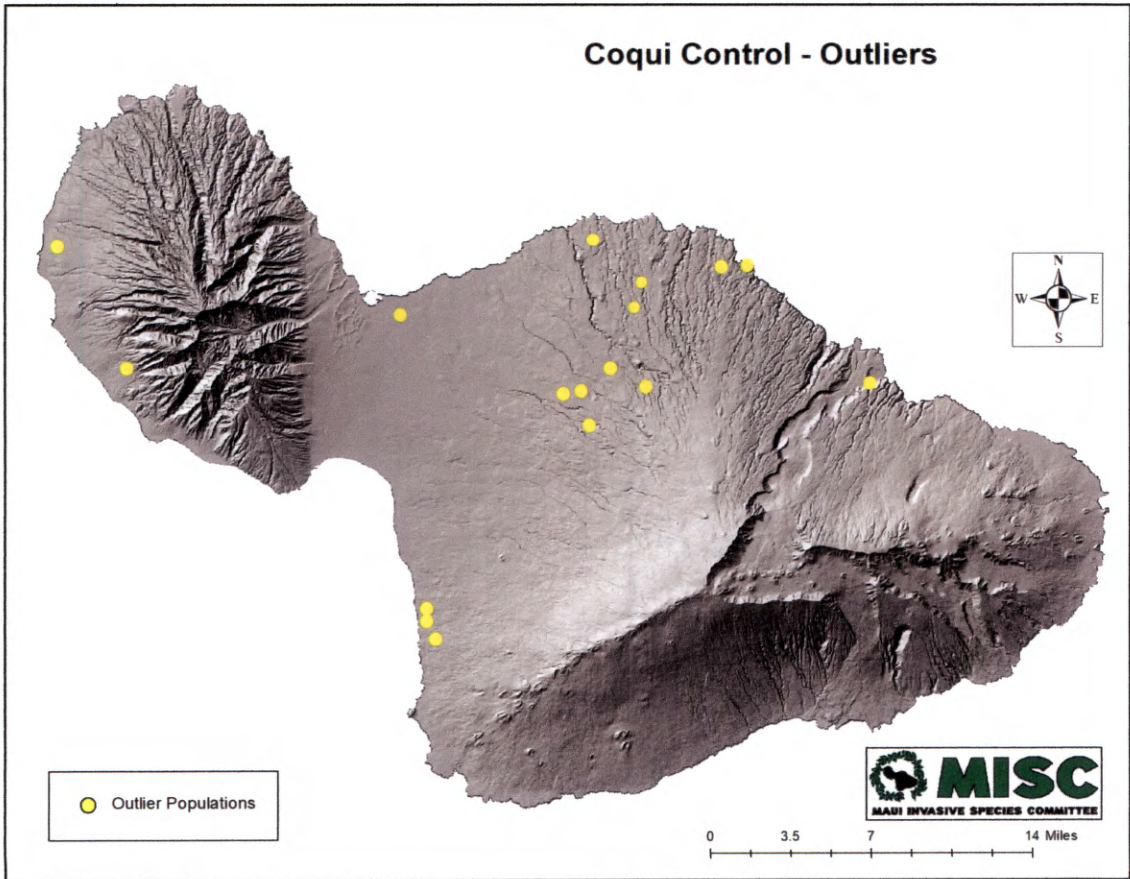 Coqui Control - Outliers
N
W E
S
Outlier Populations
MISC
MAUI INVASIVE SPECIES COMMITTEE
0 3.5 7 14 Miles